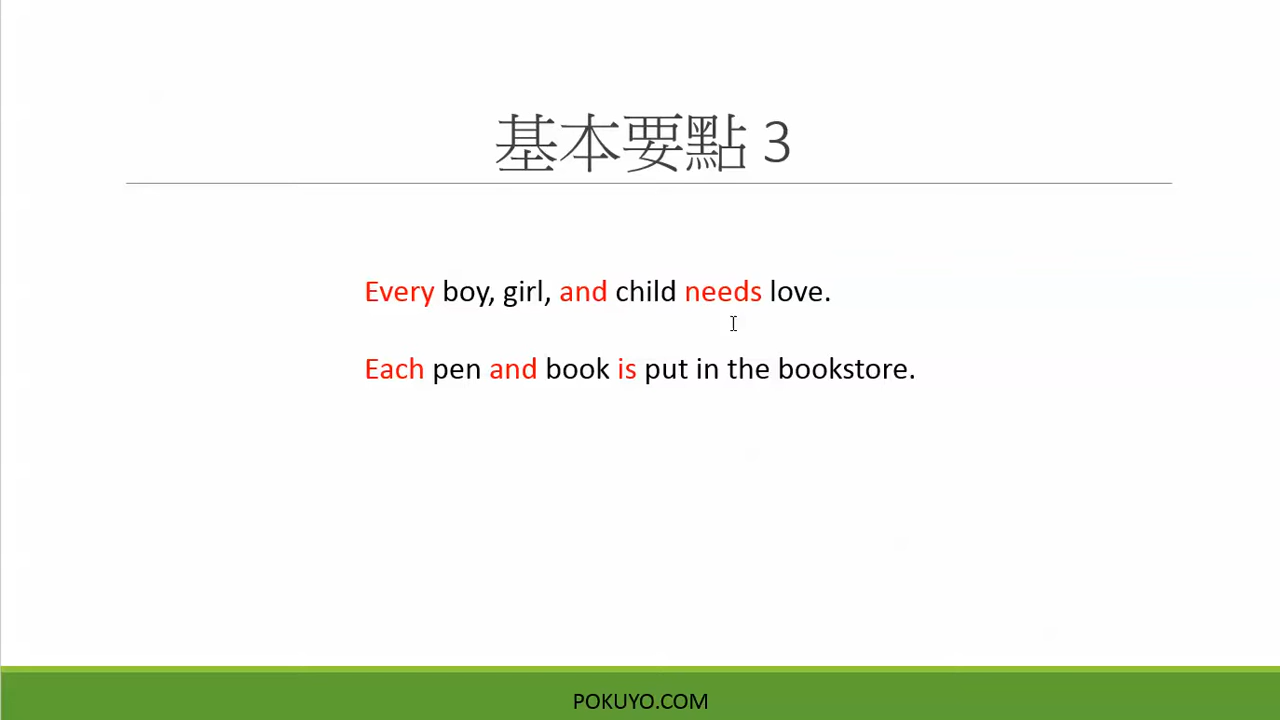 基本要點 3
Every boy, girl, and child needs love.
Each pen and book is put in the bookstore.
POKUYO.COM